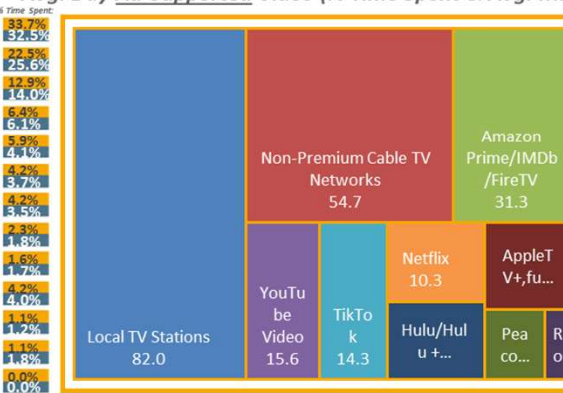 % Time Spent:
33.7%
32.5%
22.5%
25.6%
12.9%
14.0%
6.4%
6.1%
5.9%
4.1%
4.2%
3.7%
4.2%
3.5%
2.3%
1.8%
1.6%
1.7%
4.2%
4.0%
1.1%
1.2%
1.1%
1.8%
0.0%
0.0%
Local TV Stations
82.0
Non-Premium Cable TV
Networks
54.7
Amazon
Prime/IMDb
/FireTV
31.3
YouTu
be
Video
15.6
TikTo
k
14.3
Netflix
10.3
Hulu/Hul
u +...
AppleT
V+,fu...
Pea
co...